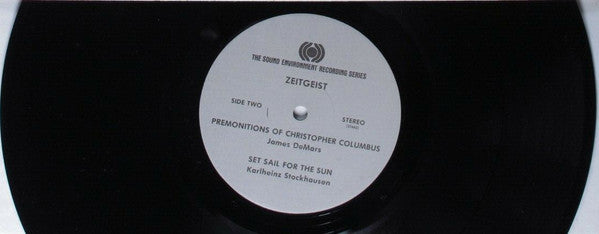 THE SOUND ENVIRONMENT RECORDING SERIES
ZEITGEIST
SIDE TWO
STEREO
PREMONITIONS OF CHRISTOPHER COLUMBUS
James DeMars
SET SAIL FOR THE SUN
Karlheinz Stockhausen